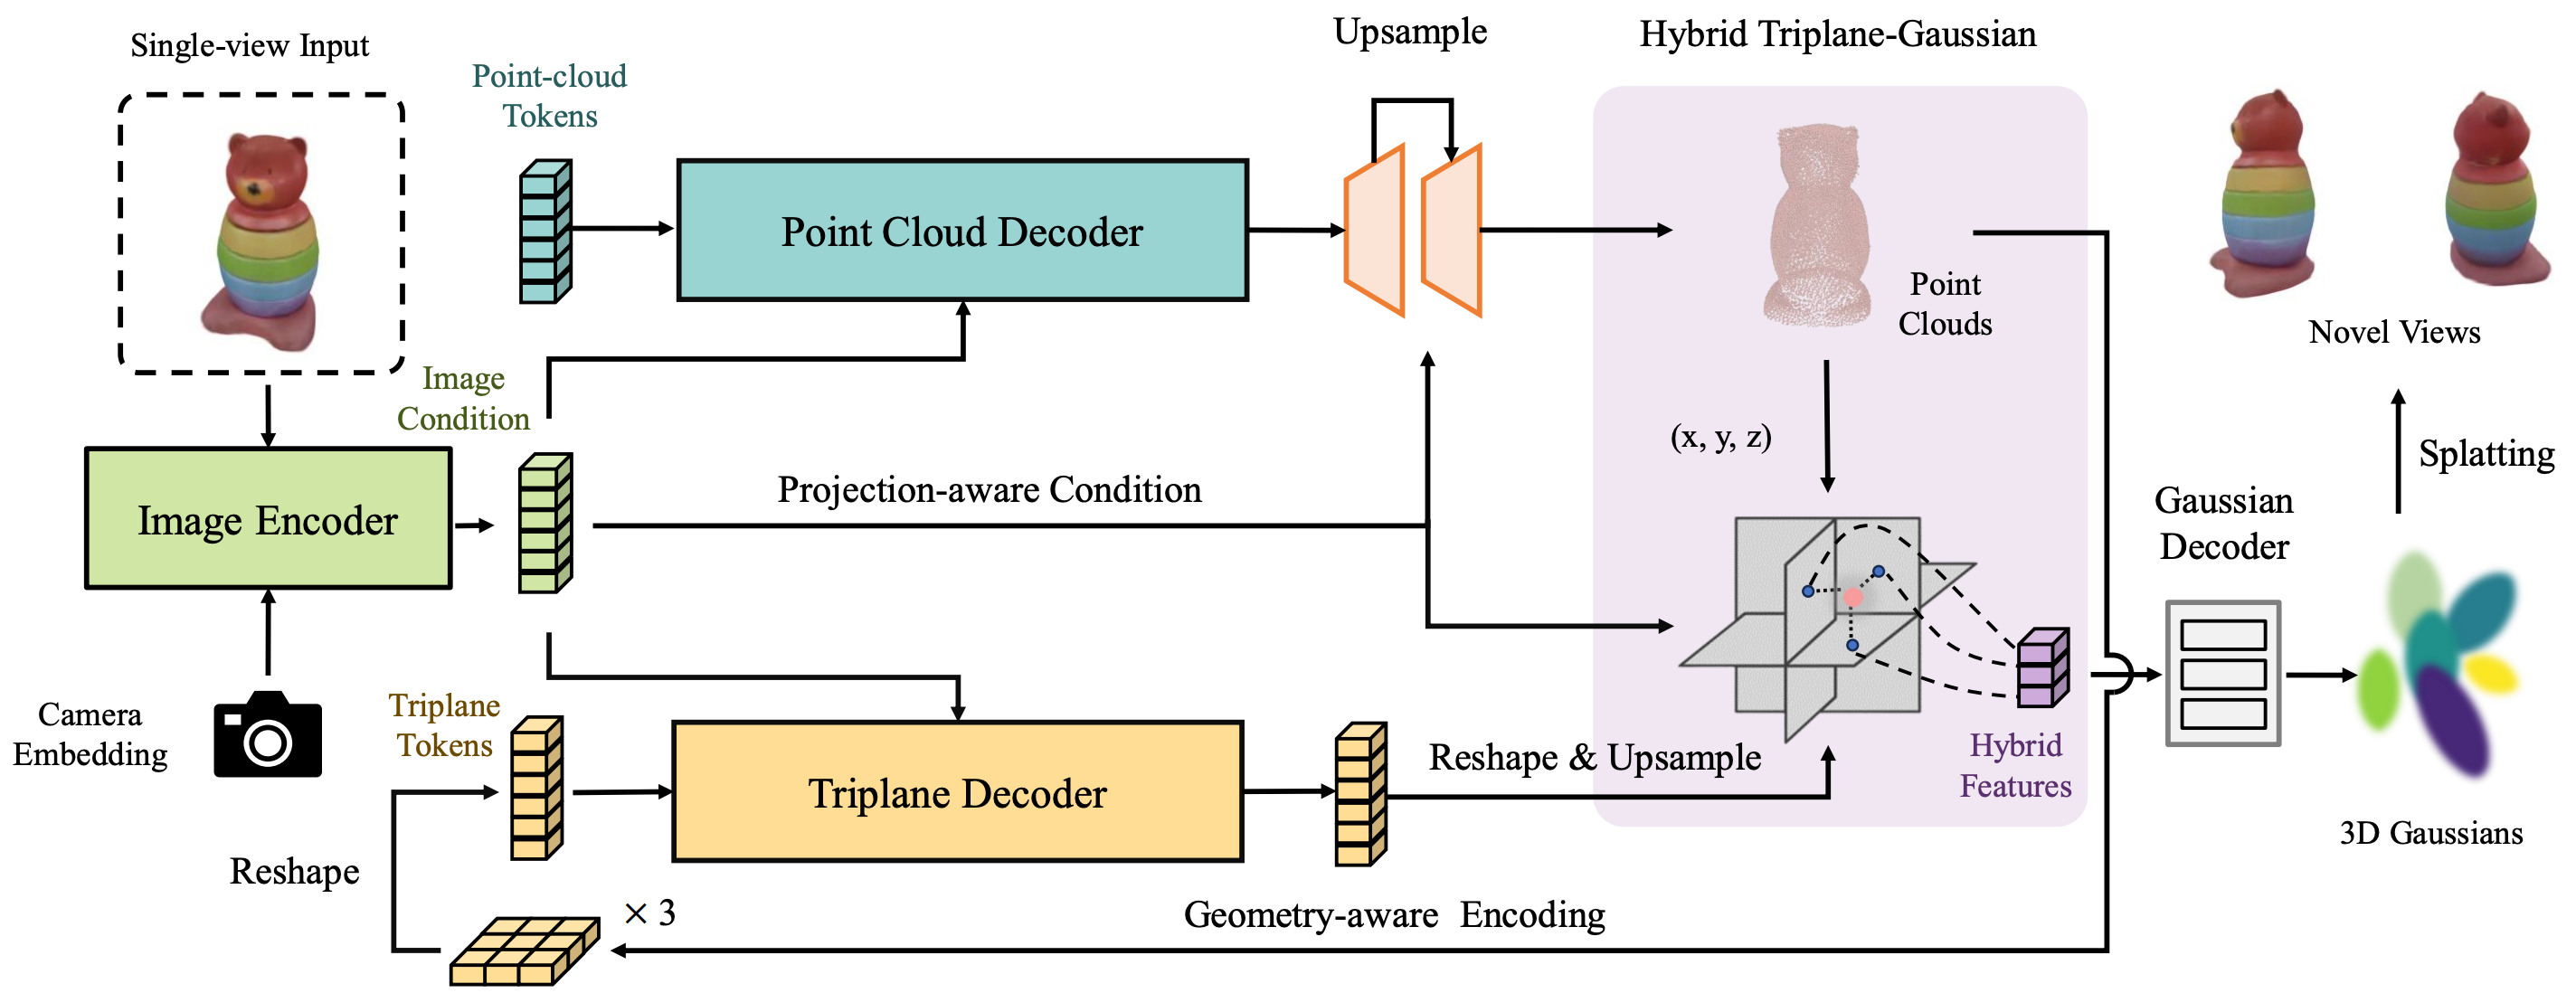 Single-view Input
Point-cloud
Tokens
Upsample
Hybrid Triplane-Gaussian
Point Cloud Decoder
Point
Clouds
Novel Views
Image
Condition
(x, y, z)
Splatting
Image Encoder
Projection-aware Condition
Gaussian
Decoder
Camera
Embedding
Triplane
Tokens
Triplane Decoder
Reshape & Upsample
Hybrid
Features
3D Gaussians
Reshape
× 3
Geometry-aware Encoding